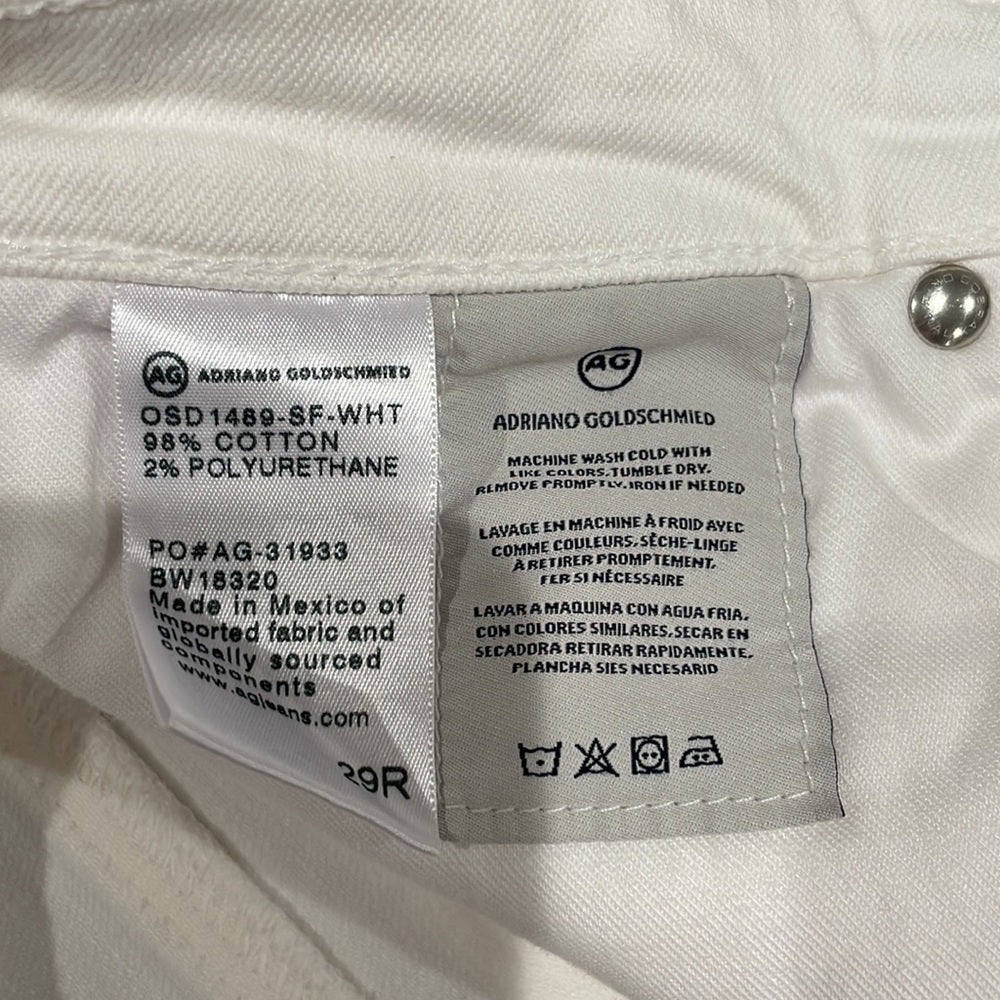 AG ADRIANO GOLDSCHMIED
OSD1489-SF-WHT
98% COTTON
2% POLYURETHANE
PO#AG-31933
BW18320
Made in Mexico of
imported fabric and
globally sourced
components
www.agjeans.com
29R
AG
ADRIANO GOLDSCHMIED
MACHINE WASH COLD WITH
LIKE COLORS. TUMBLE DRY.
REMOVE PROMPTLY. IRON IF NEEDED
LAVAGE EN MACHINE À FROID AVEC
COMME COULEURS. SÈCHE-LINGE
À RETIRER PROMPTEMENT.
FER SI NÉCESSAIRE
LAVAR A MAQUINA CON AGUA FRIA.
CON COLORES SIMILARES. SECAR EN
SECADORA RETIRAR RAPIDAMENTE.
PLANCHA SIES NECESARID